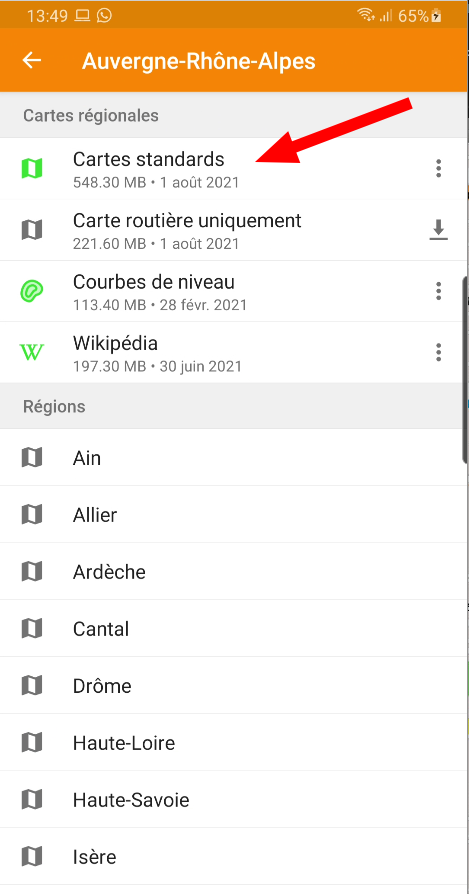 13:49 65%
Auvergne-Rhône-Alpes
Cartes régionales
Cartes standards
548.30 MB • 1 août 2021
Carte routière uniquement
221.60 MB • 1 août 2021
Courbes de niveau
113.40 MB • 28 févr. 2021
W Wikipédia
197.30 MB • 30 juin 2021
Régions
Ain
Allier
Ardèche
Cantal
Drôme
Haute-Loire
Haute-Savoie
Isère